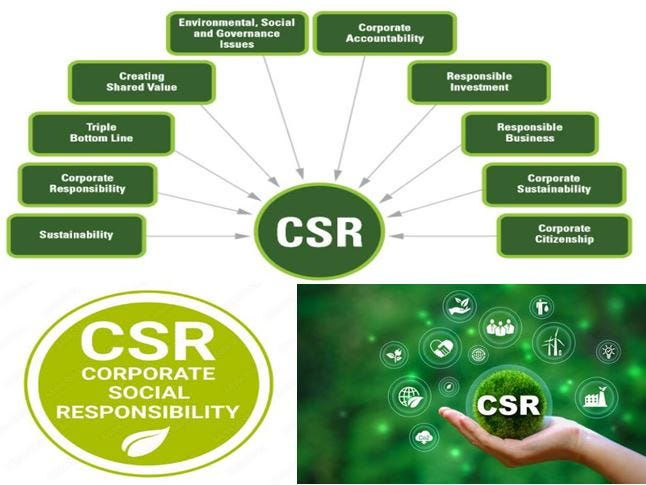 Environmental, Social
and Governance
Issues
Corporate
Accountability
Creating
Shared Value
Responsible
Investment
Triple
Bottom Line
Responsible
Business
Corporate
Responsibility
Corporate
Sustainability
Sustainability
Corporate
Citizenship
CSR
CSR
CORPORATE
SOCIAL
RESPONSIBILITY
CSR